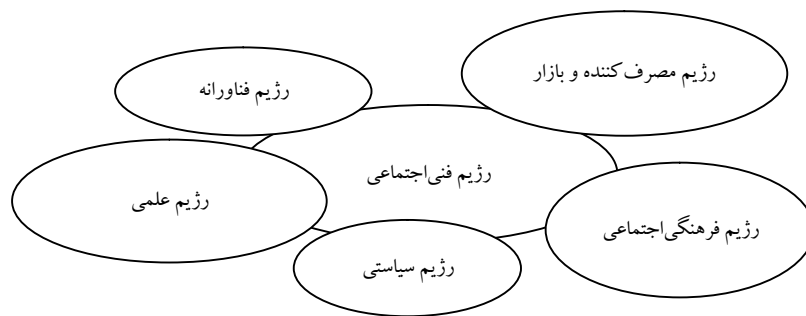 رژیم مصرف‌کننده و بازار
رژیم فناورانه
رژیم فنی‌اجتماعی
رژیم علمی
رژیم فرهنگی‌اجتماعی
رژیم سیاستی